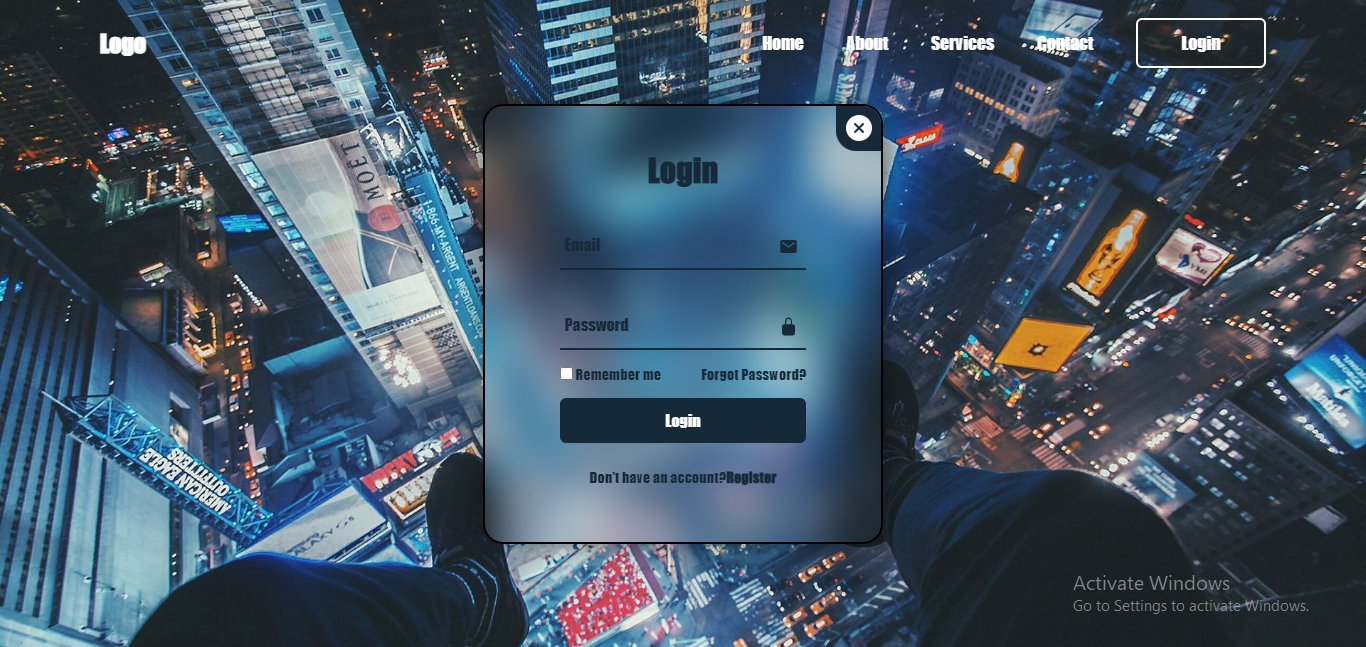 Logo
Home About Services Contact Login
Login
Email
Password
Remember me Forgot Password?
Login
Don't have an account?Register
MOET
1-866-MY-ARGENT
AMERICAN EAGLE
OUTFITTERS
Activate Windows
Go to Settings to activate Windows.